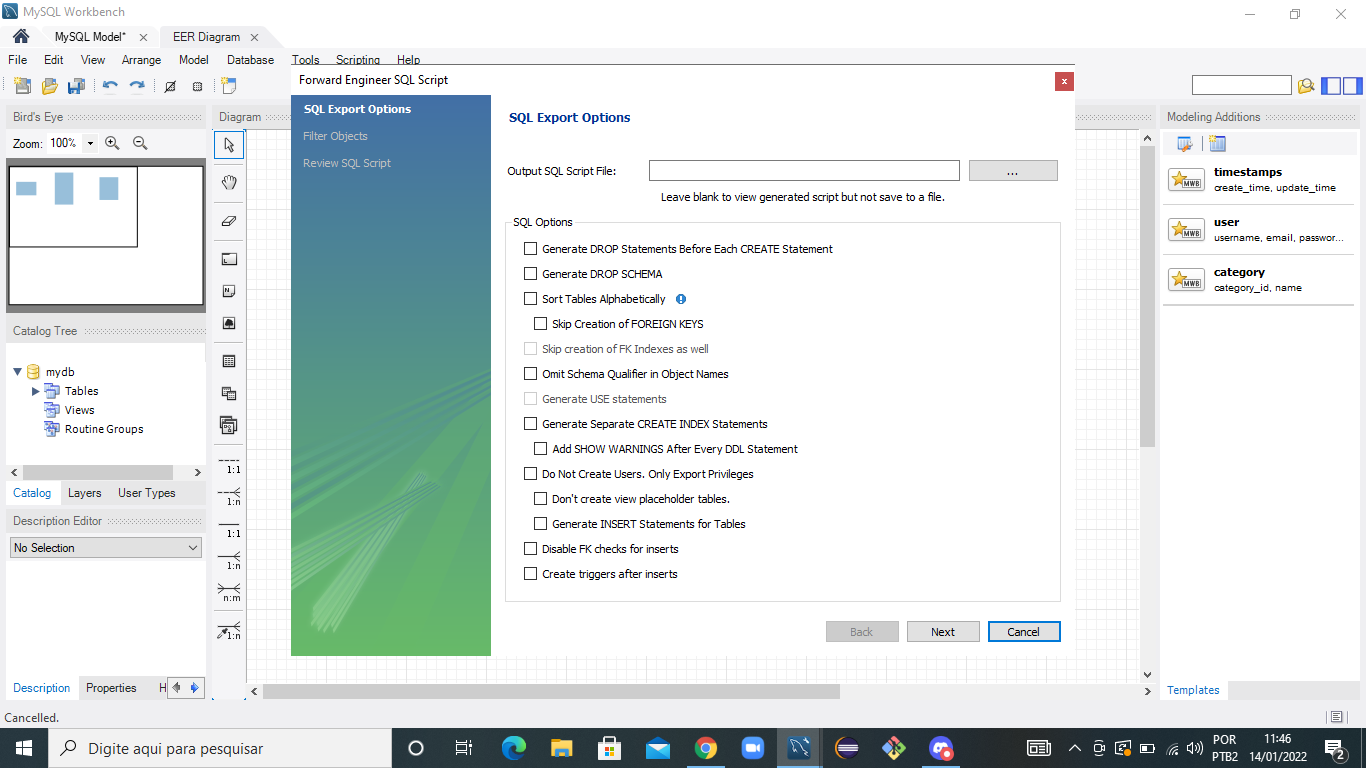 MySQL Workbench
MySQL Model*
EER Diagram
File Edit View Arrange Model Database Tools Scripting Help
Bird's Eye
Zoom: 100%
Catalog Tree
mydb
Tables
Views
Routine Groups
Catalog Layers User Types
Description Editor
No Selection
Description Properties H
Cancelled.
Diagram
1:1
1:n
1:1
1:n
n:m
1:n
Forward Engineer SQL Script
x
SQL Export Options
Filter Objects
Review SQL Script
SQL Export Options
Output SQL Script File:
...
Leave blank to view generated script but not save to a file.
SQL Options
Generate DROP Statements Before Each CREATE Statement
Generate DROP SCHEMA
Sort Tables Alphabetically
Skip Creation of FOREIGN KEYS
Skip creation of FK Indexes as well
Omit Schema Qualifier in Object Names
Generate USE statements
Generate Separate CREATE INDEX Statements
Add SHOW WARNINGS After Every DDL Statement
Do Not Create Users. Only Export Privileges
Don't create view placeholder tables.
Generate INSERT Statements for Tables
Disable FK checks for inserts
Create triggers after inserts
Back Next Cancel
Modeling Additions
MWB
timestamps
create_time, update_time
MWB
user
username, email, passwor...
MWB
category
category_id, name
Templates
Digite aqui para pesquisar
POR
PTB2
11:46
14/01/2022
2